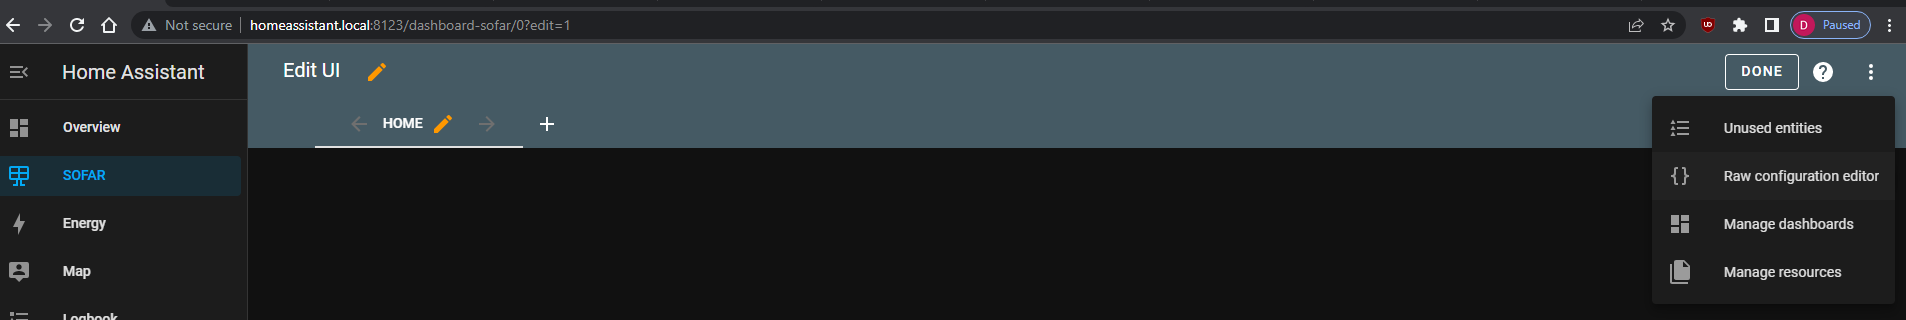 Not secure | homeassistant.local:8123/dashboard-sofar/0?edit=1
D Paused
Home Assistant
Edit UI
DONE
HOME
Overview
SOFAR
Energy
Map
Logbook
Unused entities
Raw configuration editor
Manage dashboards
Manage resources